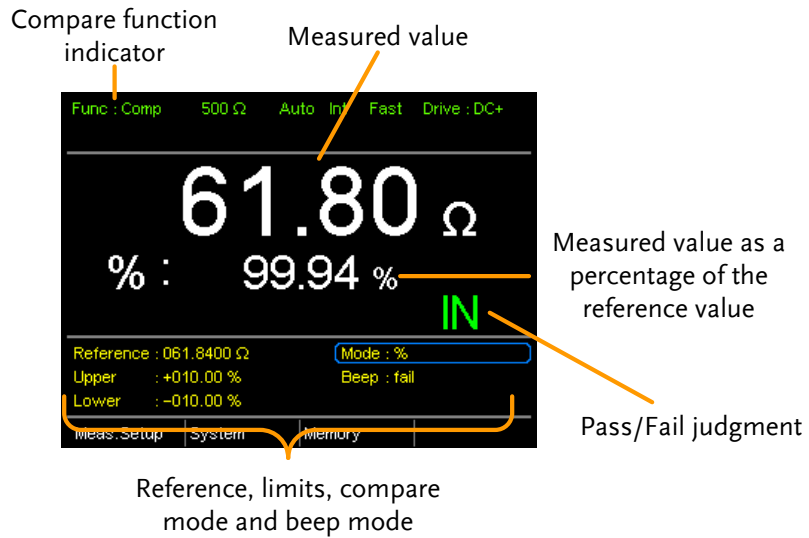 Compare function
indicator
Measured value
Func : Comp 500 Ω Auto Int Fast Drive : DC+
61.80 Ω
% : 99.94 %
Measured value as a
percentage of the
reference value
IN
Reference : 061.8400 Ω Mode : %
Upper : +010.00 % Beep : fail
Lower : -010.00 %
Meas.Setup System Memory
Pass/Fail judgment
Reference, limits, compare
mode and beep mode